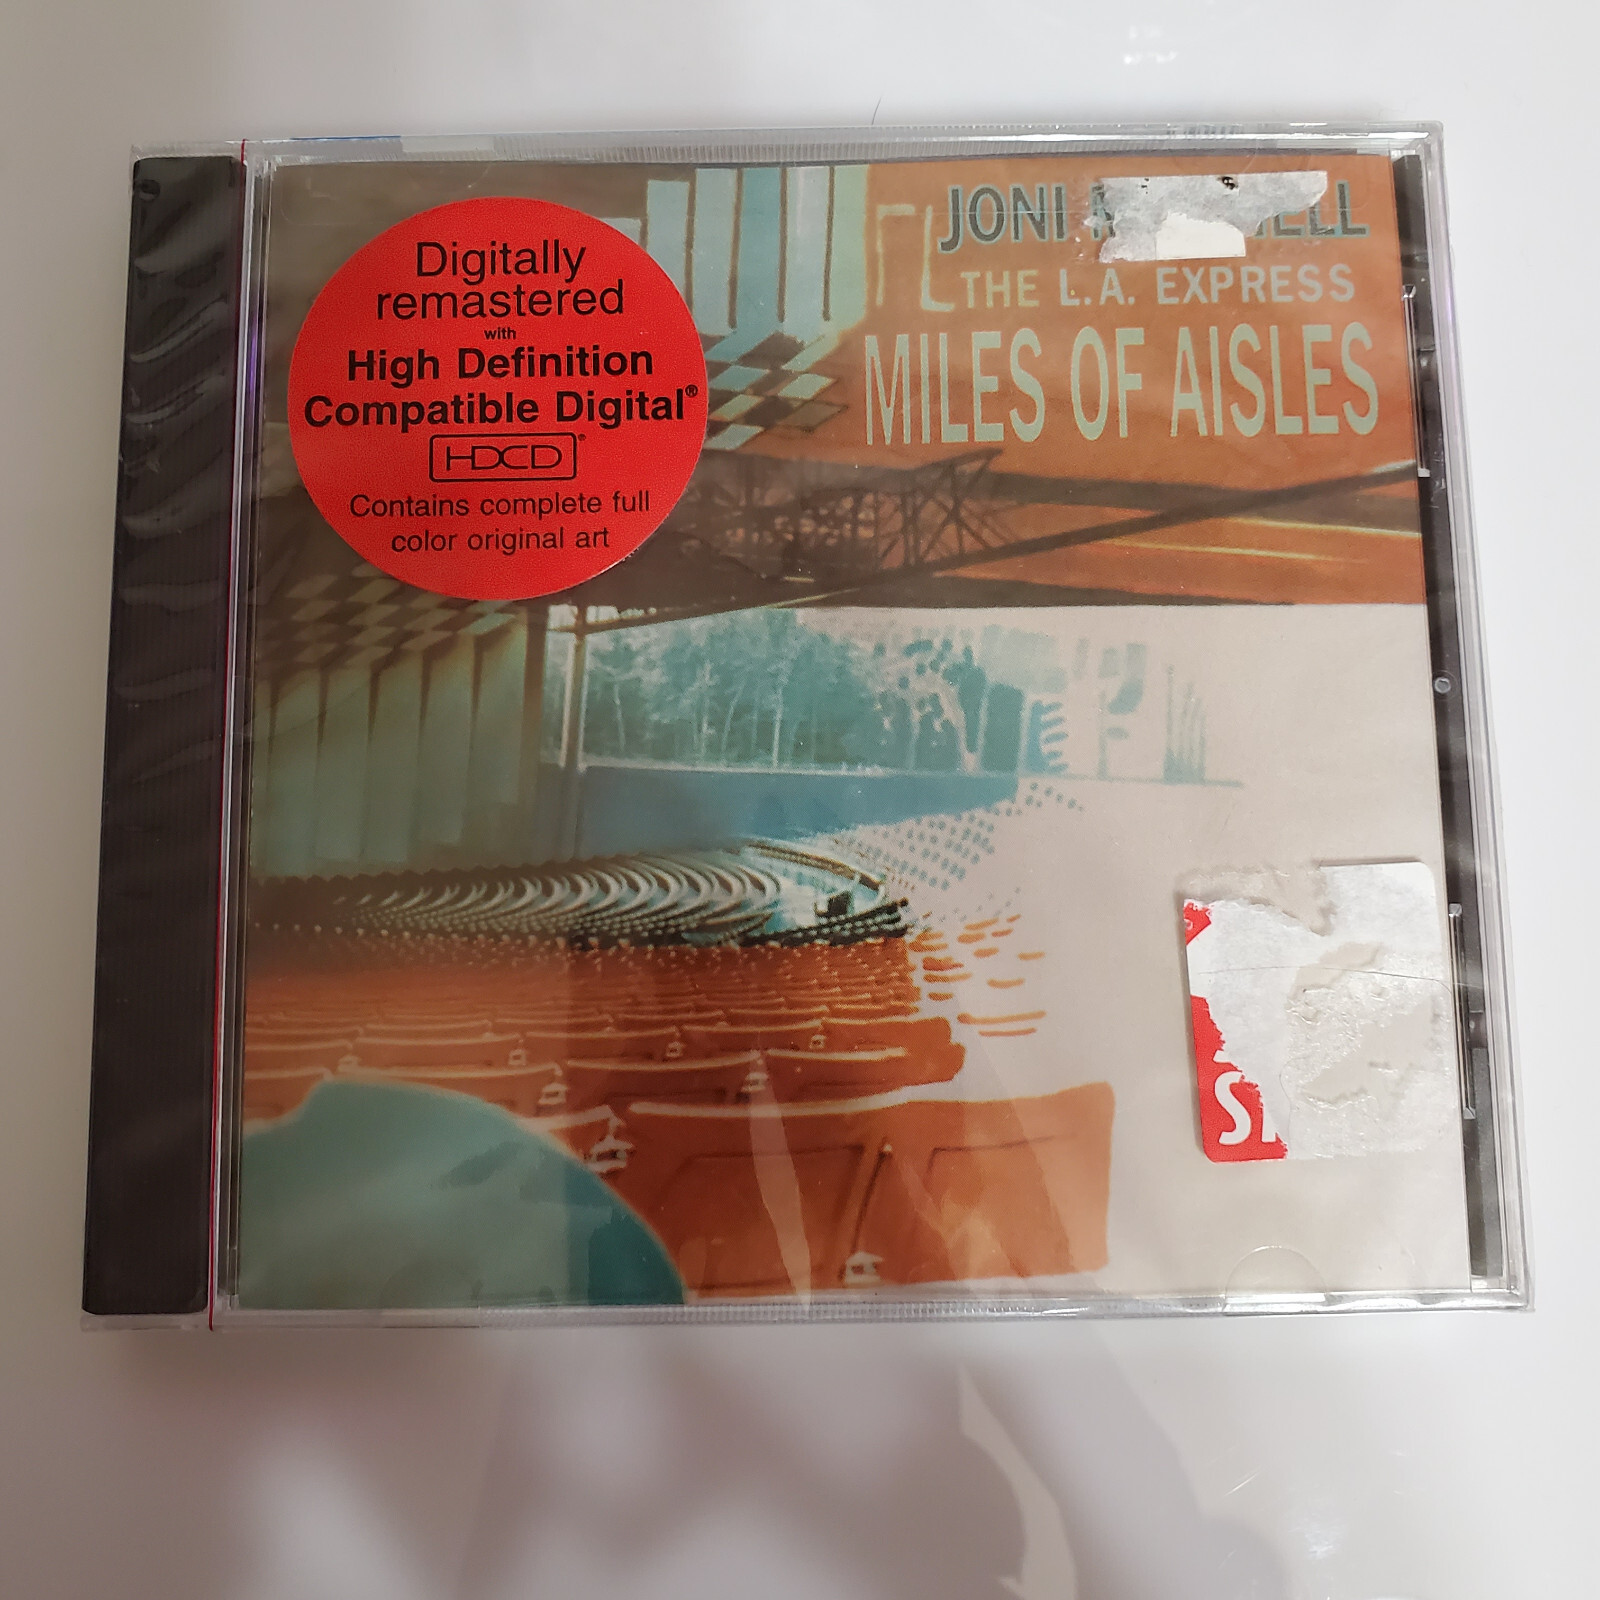 Digitally
remastered
with
High Definition
Compatible Digital®
HDCD®
Contains complete full
color original art
JONI
THE L.A. EXPRESS
MILES OF AISLES